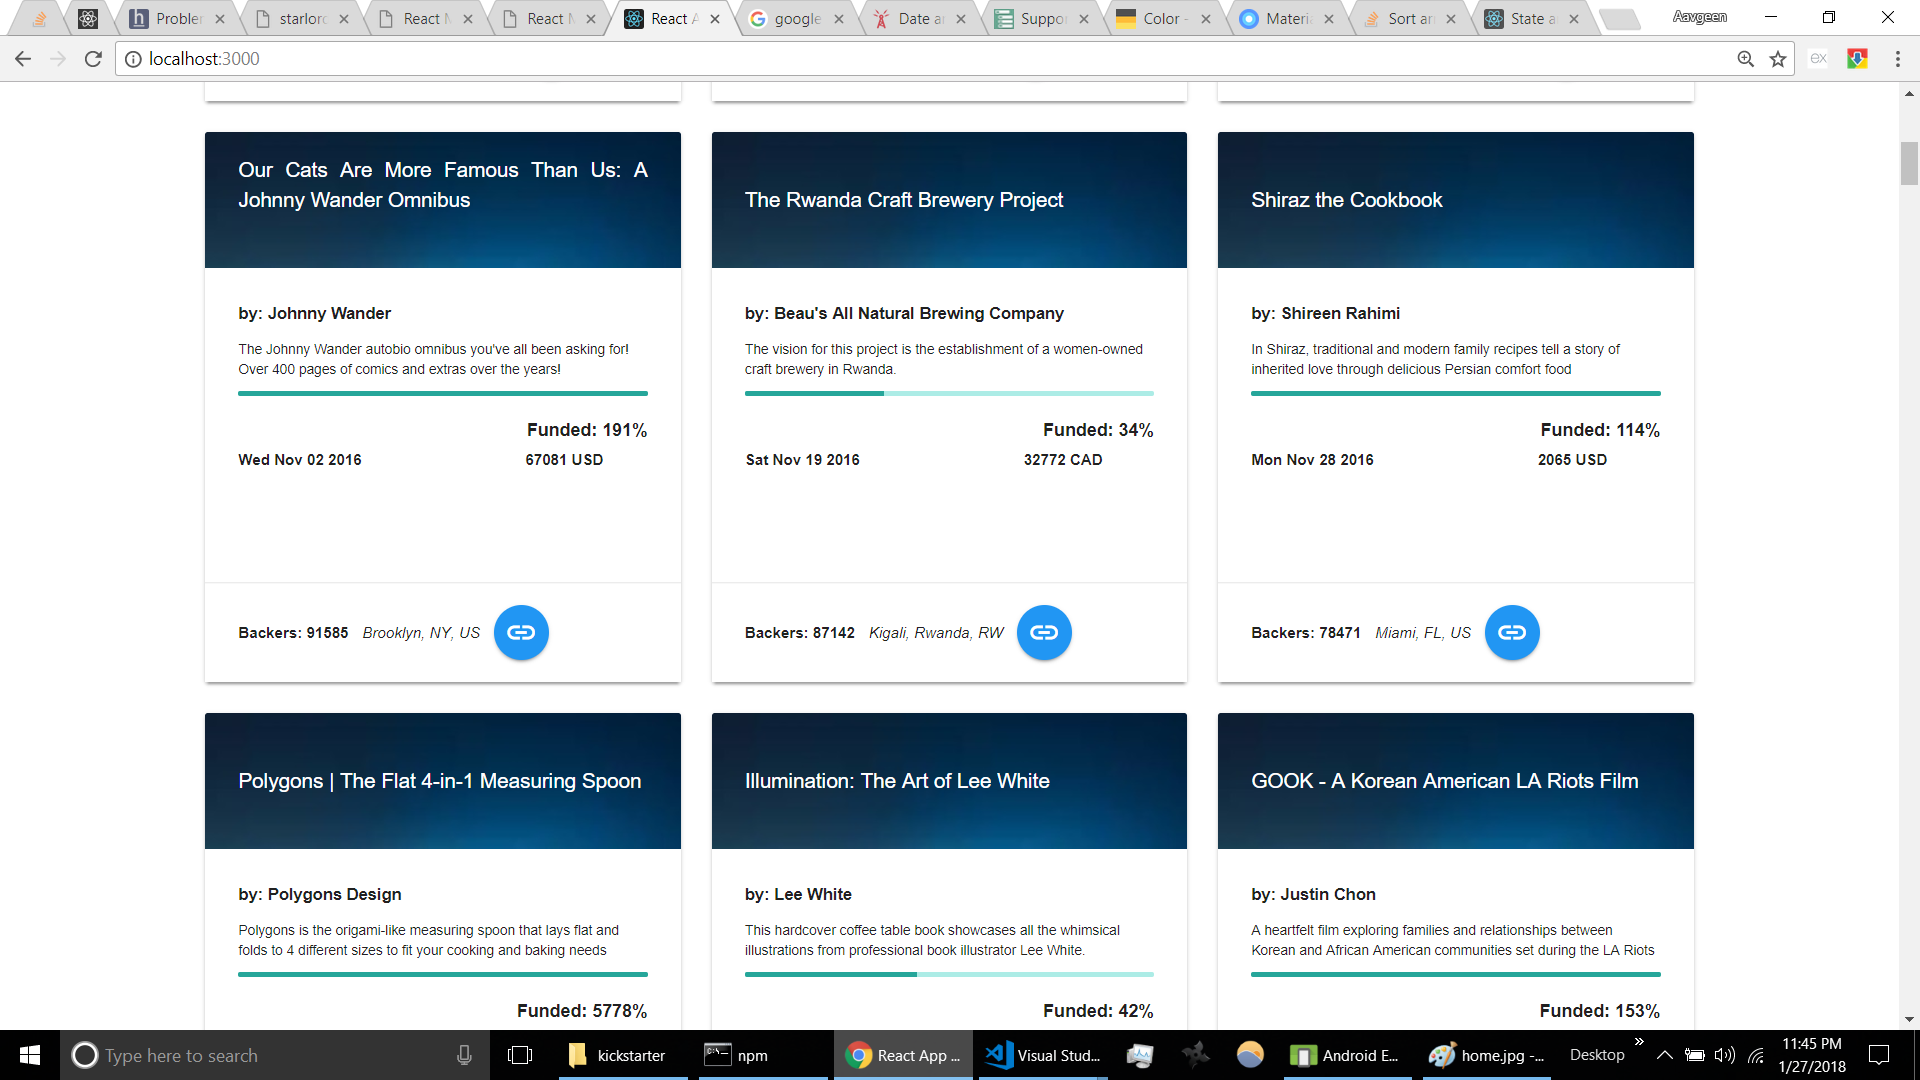 Problem
starlord
React M
React M
React A
google
Date a
Suppo
Color -
Materia
Sort an
State a
Aavgeen
localhost:3000
ex
Our Cats Are More Famous Than Us: A
Johnny Wander Omnibus
by: Johnny Wander
The Johnny Wander autobio omnibus you've all been asking for!
Over 400 pages of comics and extras over the years!
Funded: 191%
Wed Nov 02 2016
67081 USD
Backers: 91585
Brooklyn, NY, US
The Rwanda Craft Brewery Project
by: Beau's All Natural Brewing Company
The vision for this project is the establishment of a women-owned
craft brewery in Rwanda.
Funded: 34%
Sat Nov 19 2016
32772 CAD
Backers: 87142
Kigali, Rwanda, RW
Shiraz the Cookbook
by: Shireen Rahimi
In Shiraz, traditional and modern family recipes tell a story of
inherited love through delicious Persian comfort food
Funded: 114%
Mon Nov 28 2016
2065 USD
Backers: 78471
Miami, FL, US
Polygons | The Flat 4-in-1 Measuring Spoon
by: Polygons Design
Polygons is the origami-like measuring spoon that lays flat and
folds to 4 different sizes to fit your cooking and baking needs
Funded: 5778%
Illumination: The Art of Lee White
by: Lee White
This hardcover coffee table book showcases all the whimsical
illustrations from professional book illustrator Lee White.
Funded: 42%
GOOK - A Korean American LA Riots Film
by: Justin Chon
A heartfelt film exploring families and relationships between
Korean and African American communities set during the LA Riots
Funded: 153%
Type here to search
kickstarter
npm
React App ...
Visual Stud...
Android E...
home.jpg -...
Desktop
11:45 PM
1/27/2018